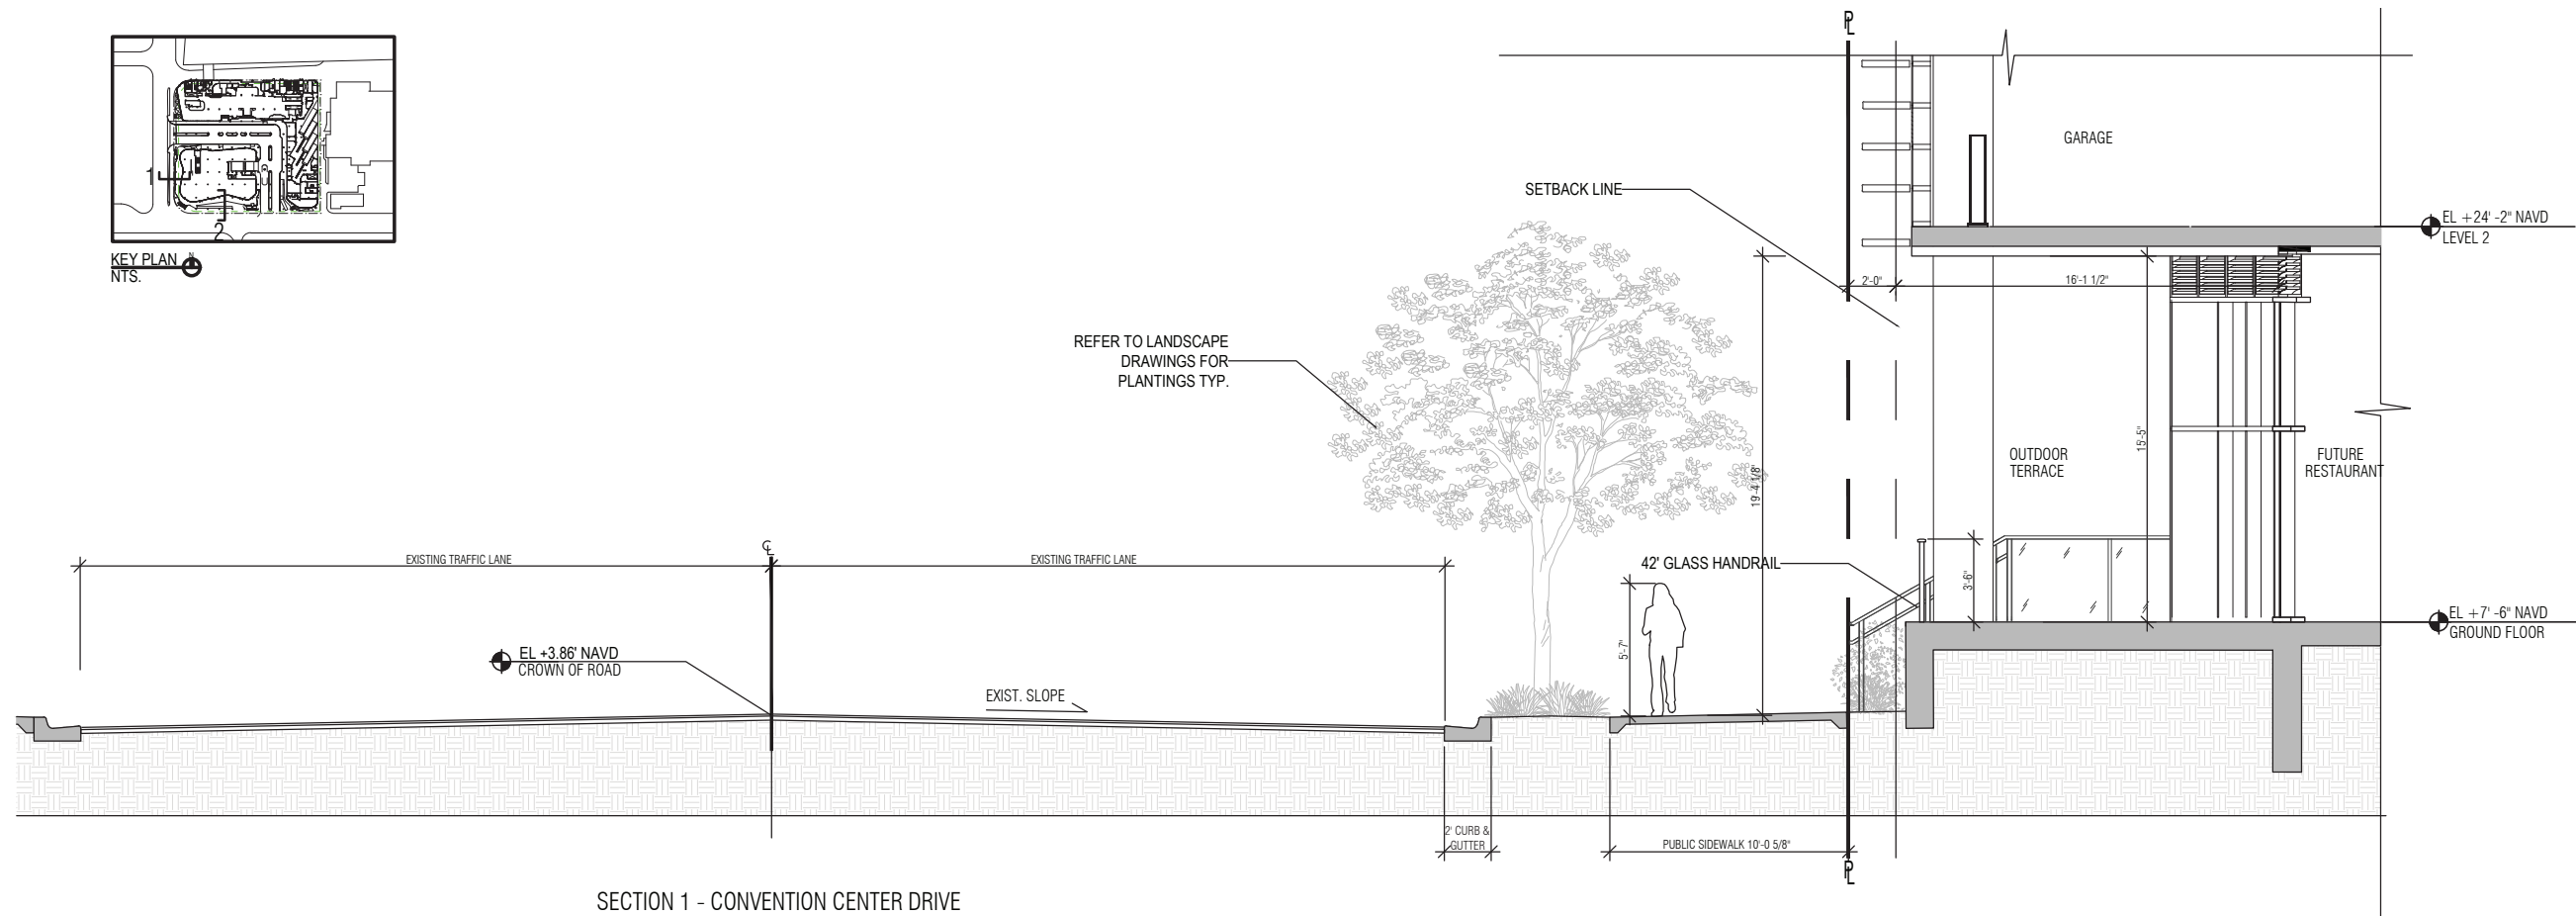 1
2
KEY PLAN
N
NTS.
PL
GARAGE
SETBACK LINE
EL +24' -2" NAVD
LEVEL 2
2'-0"
16'-1 1/2"
REFER TO LANDSCAPE
DRAWINGS FOR
PLANTINGS TYP.
15'-5"
19'-4 1/8"
OUTDOOR
TERRACE
FUTURE
RESTAURANT
CL
EXISTING TRAFFIC LANE
EXISTING TRAFFIC LANE
42' GLASS HANDRAIL
3'-6"
5'-7"
EL +7' -6" NAVD
GROUND FLOOR
EL +3.86' NAVD
CROWN OF ROAD
EXIST. SLOPE
2' CURB &
GUTTER
PUBLIC SIDEWALK 10'-0 5/8"
PL
SECTION 1 - CONVENTION CENTER DRIVE